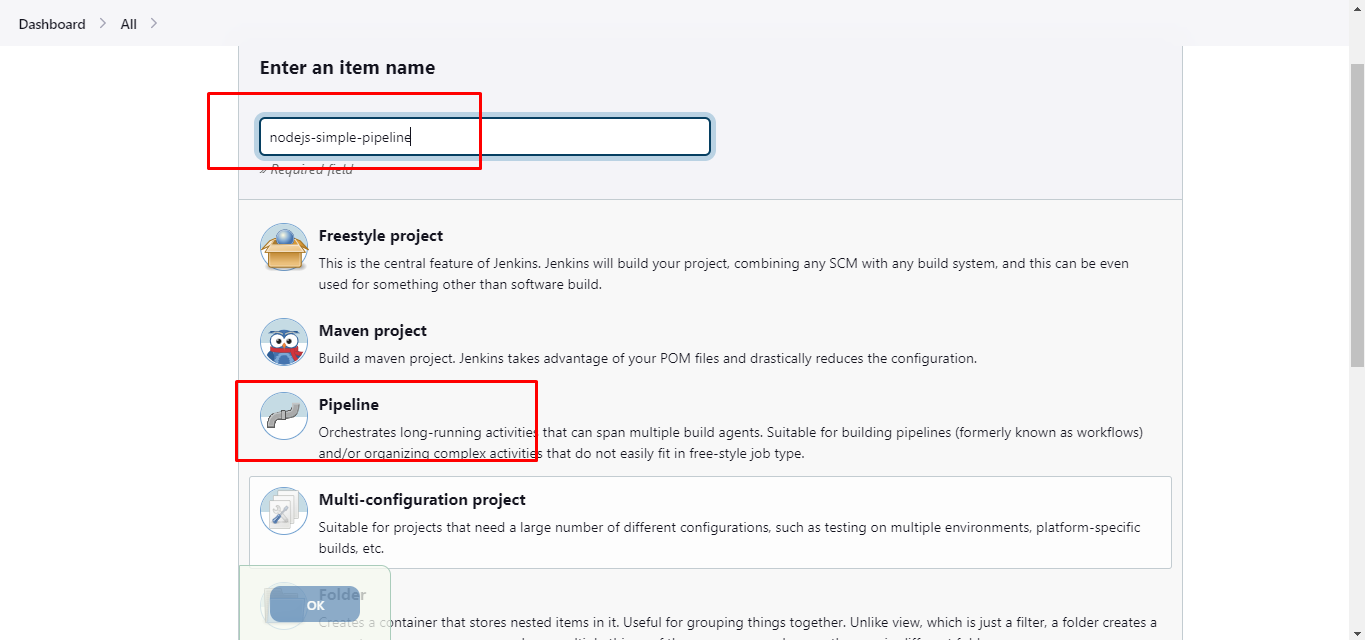 Dashboard > All >
Enter an item name
nodejs-simple-pipeline
» Required field
Freestyle project
This is the central feature of Jenkins. Jenkins will build your project, combining any SCM with any build system, and this can be even
used for something other than software build.
Maven project
Build a maven project. Jenkins takes advantage of your POM files and drastically reduces the configuration.
Pipeline
Orchestrates long-running activities that can span multiple build agents. Suitable for building pipelines (formerly known as workflows)
and/or organizing complex activities that do not easily fit in free-style job type.
Multi-configuration project
Suitable for projects that need a large number of different configurations, such as testing on multiple environments, platform-specific
builds, etc.
Folder
OK
Creates a container that stores nested items in it. Useful for grouping things together. Unlike view, which is just a filter, a folder creates a